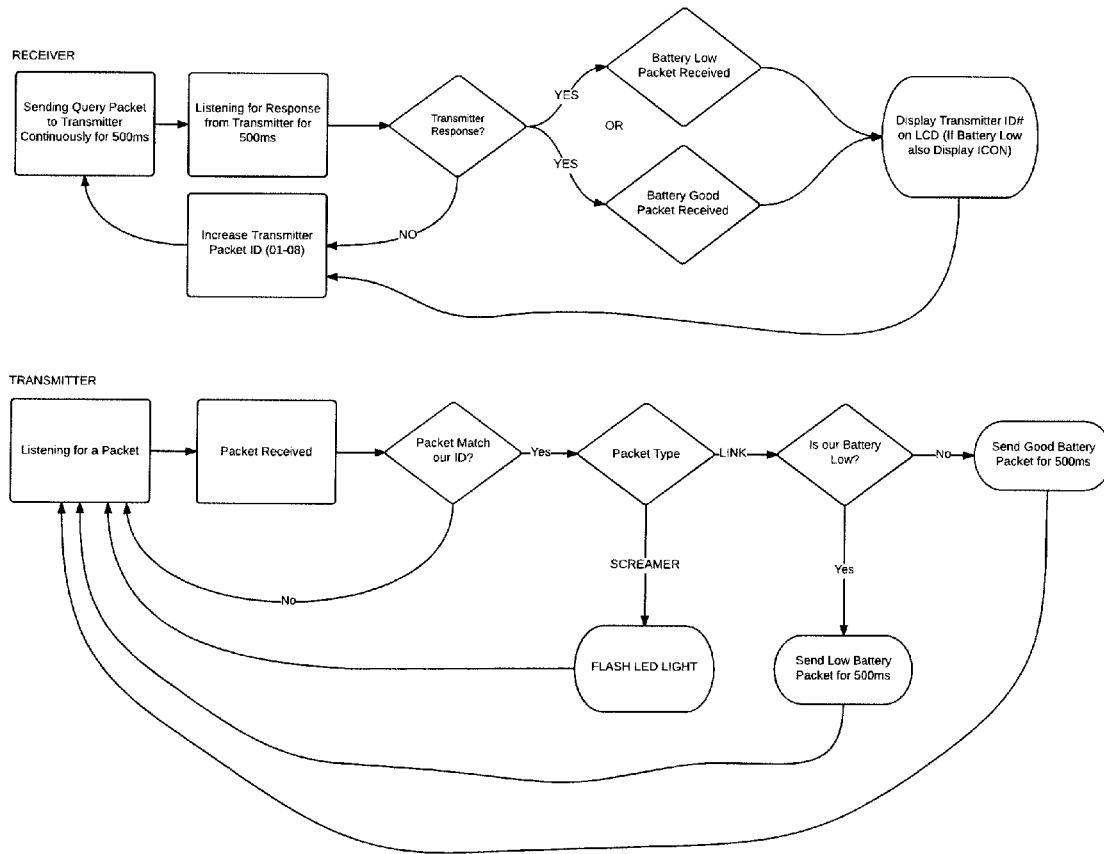 RECEIVER
Sending Query Packet
to Transmitter
Continuously for 500ms
Listening for Response
from Transmitter for
500ms
Transmitter
Response?
YES
OR
YES
Battery Low
Packet Received
Battery Good
Packet Received
Display Transmitter ID#
on LCD (If Battery Low
also Display ICON)
NO
Increase Transmitter
Packet ID (01-08)
TRANSMITTER
Listening for a Packet
Packet Received
Packet Match
our ID?
Yes
Packet Type
LINK
Is our Battery
Low?
No
Send Good Battery
Packet for 500ms
No
SCREAMER
Yes
FLASH LED LIGHT
Send Low Battery
Packet for 500ms